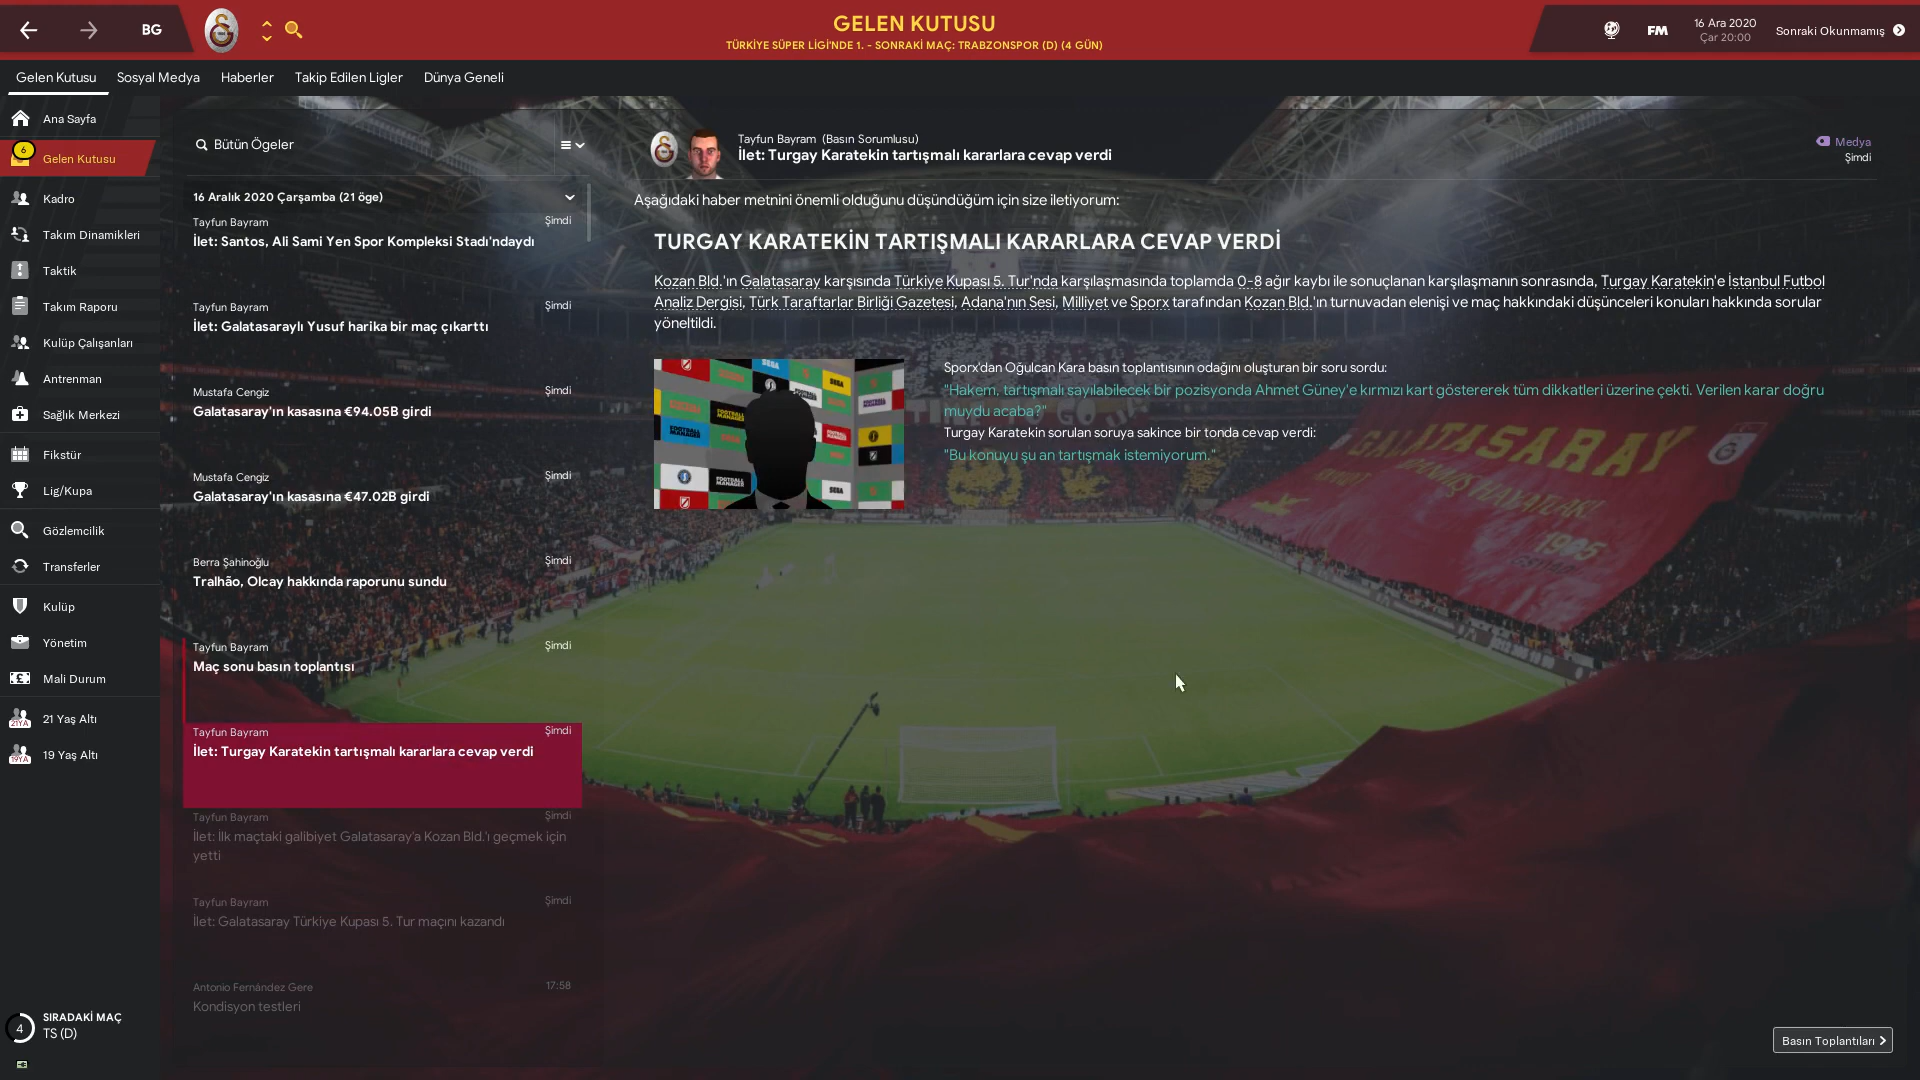 BG
GELEN KUTUSU
TÜRKİYE SÜPER LİGİ'NDE 1. - SONRAKİ MAÇ: TRABZONSPOR (D) (4 GÜN)
FM
16 Ara 2020
Çar 20:00
Sonraki Okunmamış
Gelen Kutusu
Sosyal Medya
Haberler
Takip Edilen Ligler
Dünya Geneli
Ana Sayfa
6
Gelen Kutusu
Kadro
Takım Dinamikleri
Taktik
Takım Raporu
Kulüp Çalışanları
Antrenman
Sağlık Merkezi
Fikstür
Lig/Kupa
Gözlemcilik
Transferler
Kulüp
Yönetim
Mali Durum
21YA
21 Yaş Altı
19YA
19 Yaş Altı
4
SIRADAKİ MAÇ
TS (D)
Bütün Ögeler
16 Aralık 2020 Çarşamba (21 öge)
Tayfun Bayram
Şimdi
İlet: Santos, Ali Sami Yen Spor Kompleksi Stadı'ndaydı
Tayfun Bayram
Şimdi
İlet: Galatasaraylı Yusuf harika bir maç çıkarttı
Mustafa Cengiz
Şimdi
Galatasaray'ın kasasına €94.05B girdi
Mustafa Cengiz
Şimdi
Galatasaray'ın kasasına €47.02B girdi
Berra Şahinoğlu
Şimdi
Tralhão, Olcay hakkında raporunu sundu
Tayfun Bayram
Şimdi
Maç sonu basın toplantısı
Tayfun Bayram
Şimdi
İlet: Turgay Karatekin tartışmalı kararlara cevap verdi
Tayfun Bayram
Şimdi
İlet: İlk maçtaki galibiyet Galatasaray'a Kozan Bld.'ı geçmek için
yetti
Tayfun Bayram
Şimdi
İlet: Galatasaray Türkiye Kupası 5. Tur maçını kazandı
Antonio Fernández Gere
17:58
Kondisyon testleri
Tayfun Bayram (Basın Sorumlusu)
İlet: Turgay Karatekin tartışmalı kararlara cevap verdi
Medya
Şimdi
Aşağıdaki haber metnini önemli olduğunu düşündüğüm için size iletiyorum:
TURGAY KARATEKİN TARTIŞMALI KARARLARA CEVAP VERDİ
Kozan Bld.'ın Galatasaray karşısında Türkiye Kupası 5. Tur'nda karşılaşmasında toplamda 0-8 ağır kaybı ile sonuçlanan karşılaşmanın sonrasında, Turgay Karatekin'e İstanbul Futbol
Analiz Dergisi, Türk Taraftarlar Birliği Gazetesi, Adana'nın Sesi, Milliyet ve Sporx tarafından Kozan Bld.'ın turnuvadan elenişi ve maç hakkındaki düşünceleri konuları hakkında sorular
yöneltildi.
Sporx'dan Oğulcan Kara basın toplantısının odağını oluşturan bir soru sordu:
"Hakem, tartışmalı sayılabilecek bir pozisyonda Ahmet Güney'e kırmızı kart göstererek tüm dikkatleri üzerine çekti. Verilen karar doğru
muydu acaba?"
Turgay Karatekin sorulan soruya sakince bir tonda cevap verdi:
"Bu konuyu şu an tartışmak istemiyorum."
SEGA
SEGA
FOOTBALL MANAGER
FOOTBALL MANAGER
SEGA
SEGA
FOOTBALL MANAGER
GALATASARAY
1905
Basın Toplantıları